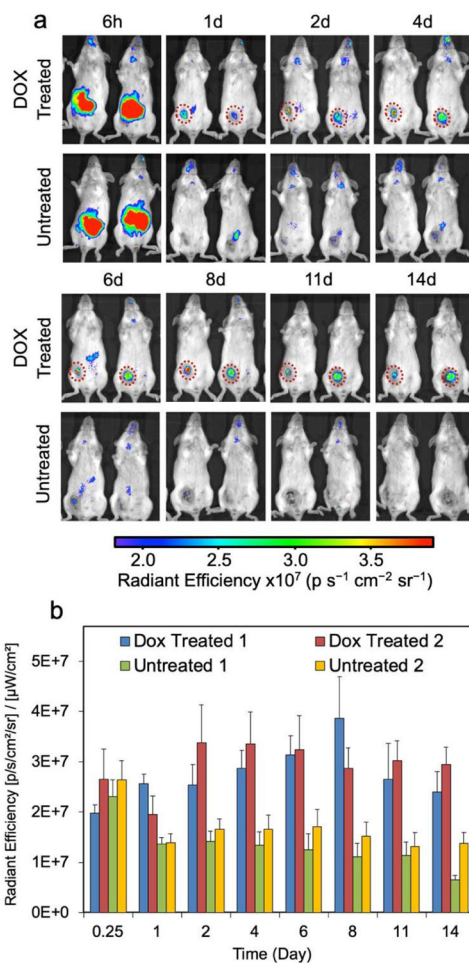 a
6h 1d 2d 4d
DOX
Treated
Untreated
6d 8d 11d 14d
DOX
Treated
Untreated
2.0 2.5 3.0 3.5
Radiant Efficiency x10⁷ (p s⁻¹ cm⁻² sr⁻¹)
b
Dox Treated 1 Dox Treated 2
Untreated 1 Untreated 2
Radiant Efficiency [p/s/cm²/sr] / [µW/cm²]
5E+7
4E+7
3E+7
2E+7
1E+7
0E+0
0.25 1 2 4 6 8 11 14
Time (Day)